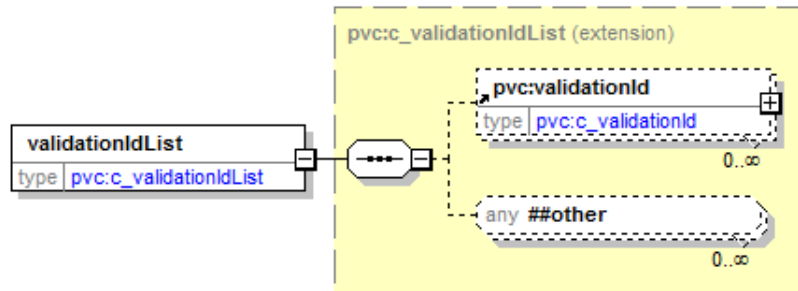 pvc:c_validationIdList (extension)
pvc:validationId
type pvc:c_validationId
0..∞
validationIdList
type pvc:c_validationIdList
any ##other
0..∞